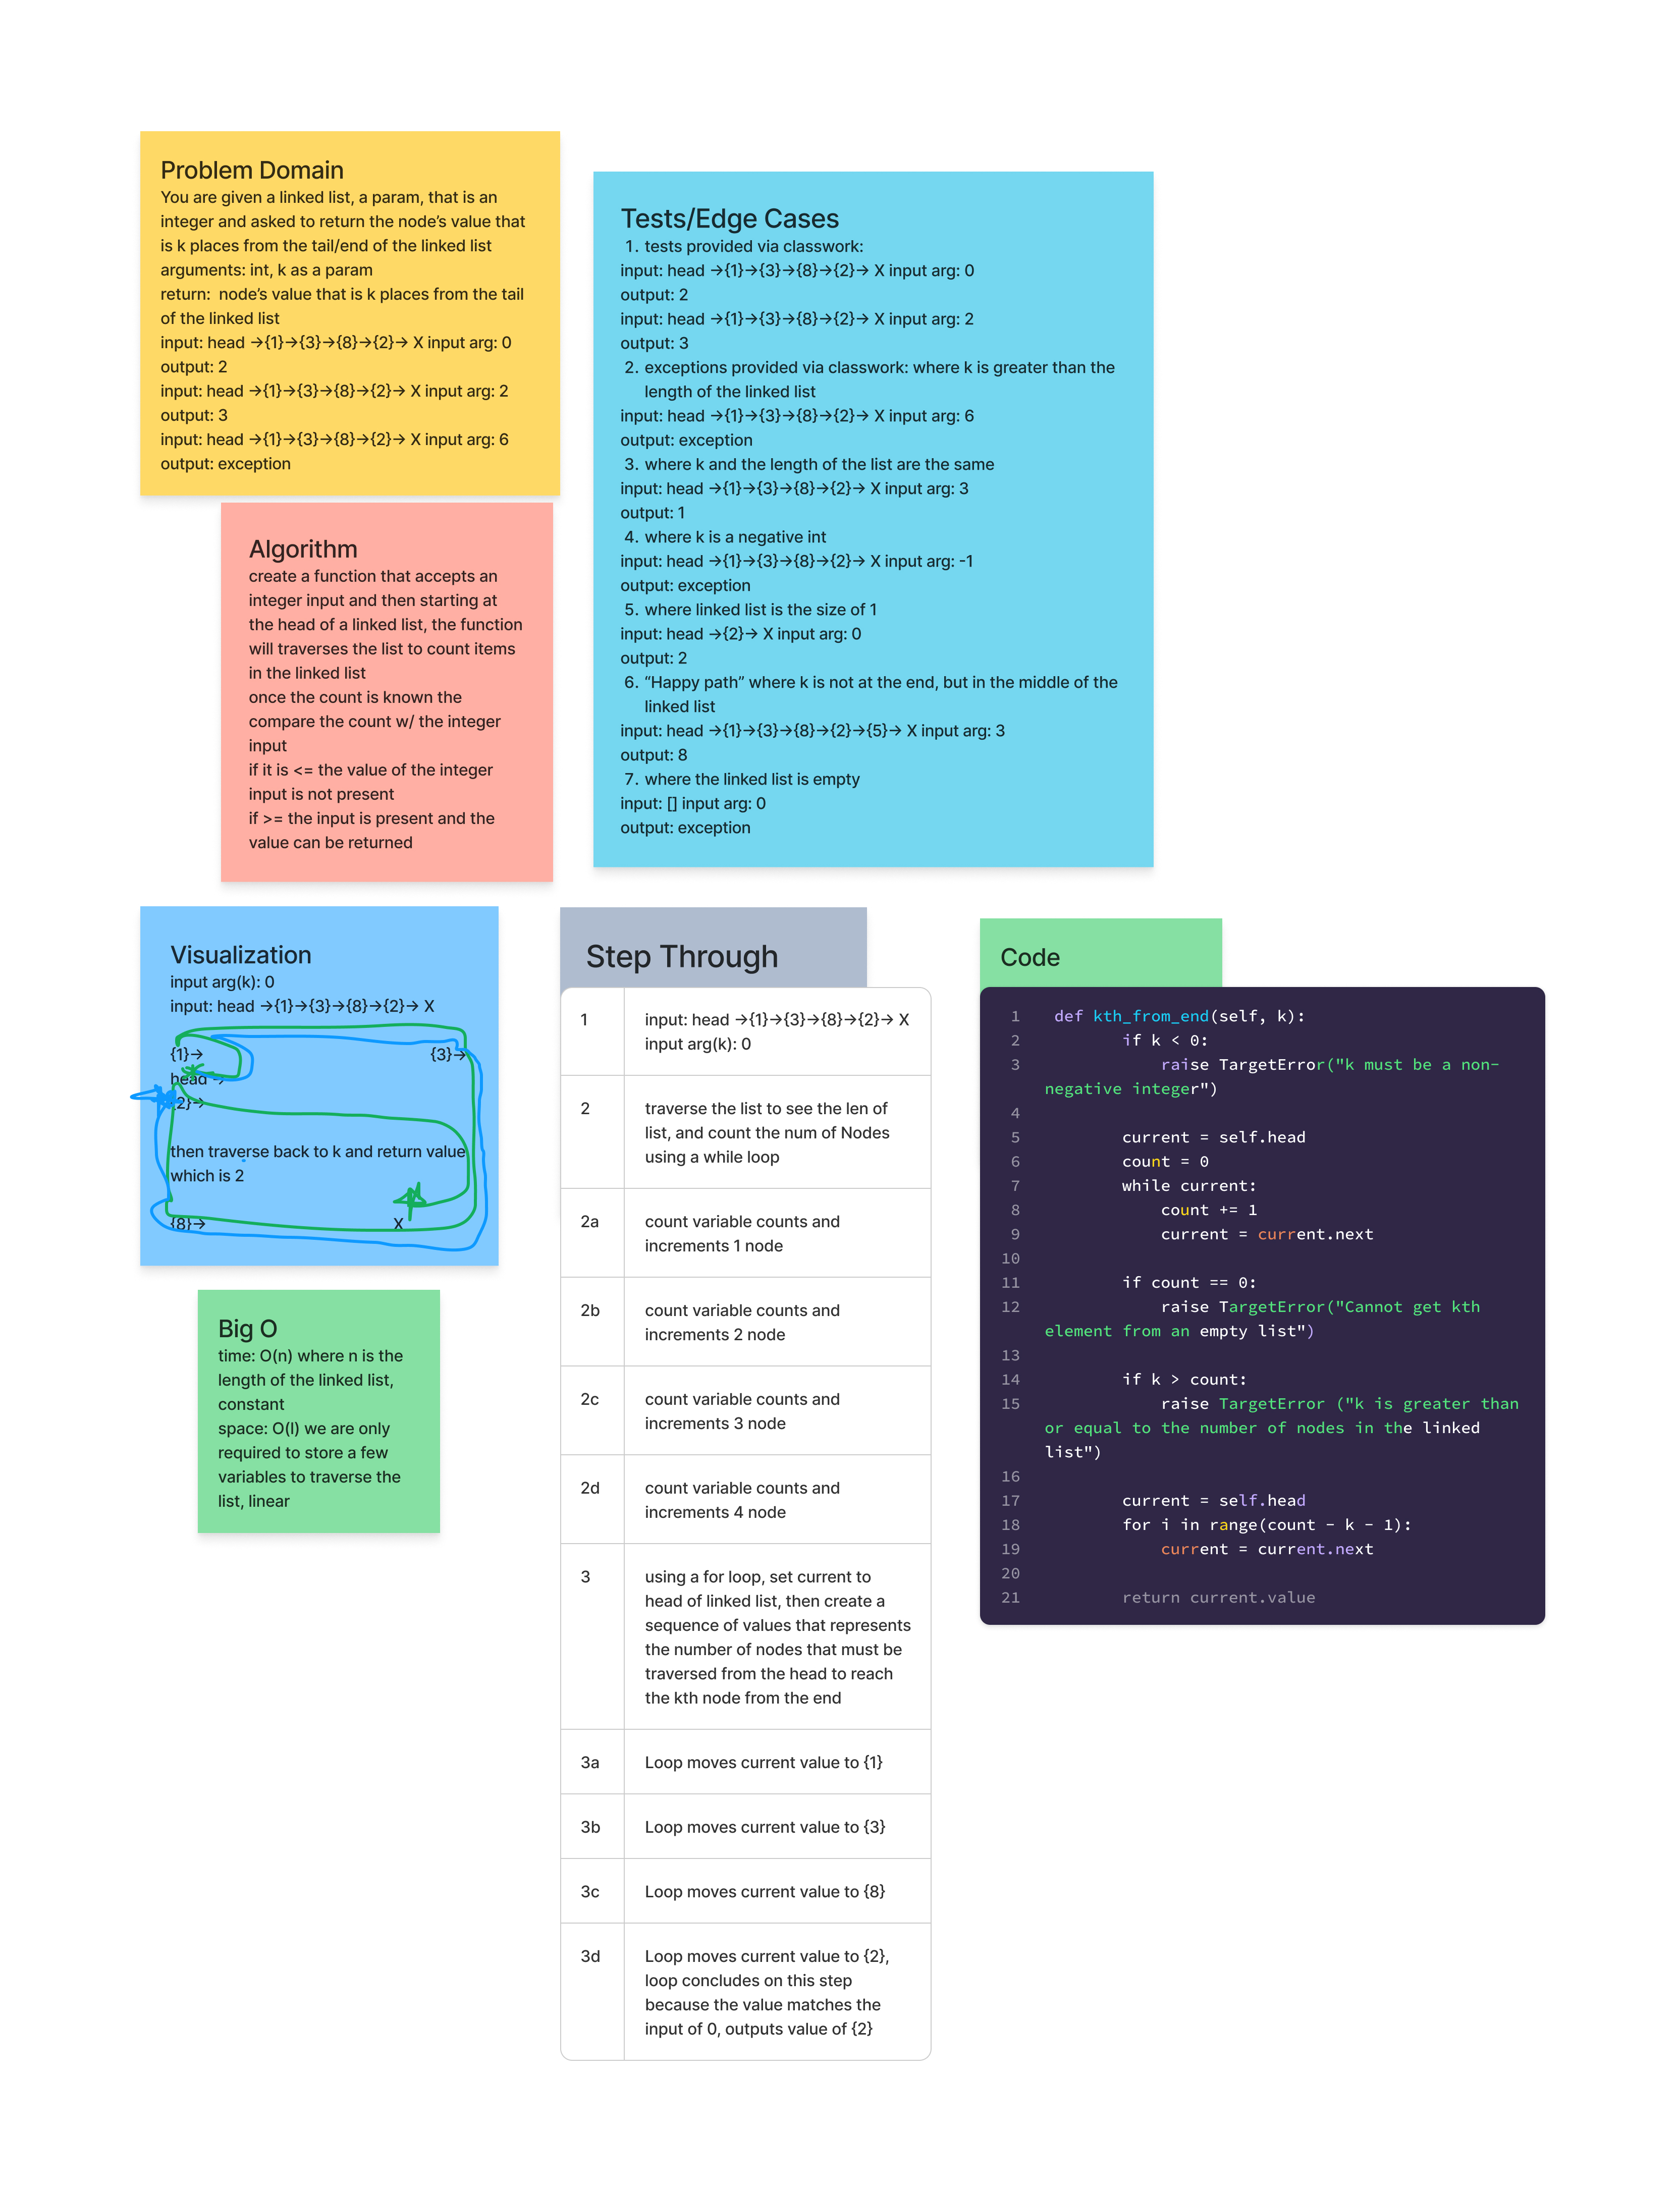 Problem Domain
You are given a linked list, a param, that is an
integer and asked to return the node's value that
is k places from the tail/end of the linked list
arguments: int, k as a param
return:  node's value that is k places from the tail
of the linked list
input: head →{1}→{3}→{8}→{2}→ X input arg: 0
output: 2
input: head →{1}→{3}→{8}→{2}→ X input arg: 2
output: 3
input: head →{1}→{3}→{8}→{2}→ X input arg: 6
output: exception
Algorithm
create a function that accepts an
integer input and then starting at
the head of a linked list, the function
will traverses the list to count items
in the linked list
once the count is known the
compare the count w/ the integer
input
if it is <= the value of the integer
input is not present
if >= the input is present and the
value can be returned
Tests/Edge Cases
1. tests provided via classwork:
input: head →{1}→{3}→{8}→{2}→ X input arg: 0
output: 2
input: head →{1}→{3}→{8}→{2}→ X input arg: 2
output: 3
2. exceptions provided via classwork: where k is greater than the
length of the linked list
input: head →{1}→{3}→{8}→{2}→ X input arg: 6
output: exception
3. where k and the length of the list are the same
input: head →{1}→{3}→{8}→{2}→ X input arg: 3
output: 1
4. where k is a negative int
input: head →{1}→{3}→{8}→{2}→ X input arg: -1
output: exception
5. where linked list is the size of 1
input: head →{2}→ X input arg: 0
output: 2
6. “Happy path” where k is not at the end, but in the middle of the
linked list
input: head →{1}→{3}→{8}→{2}→{5}→ X input arg: 3
output: 8
7. where the linked list is empty
input: [] input arg: 0
output: exception
Visualization
input arg(k): 0
input: head →{1}→{3}→{8}→{2}→ X
{1}→ {3}→
head →
{2}→
then traverse back to k and return value
which is 2
{8}→ X
Big O
time: O(n) where n is the
length of the linked list,
constant
space: O(l) we are only
required to store a few
variables to traverse the
list, linear
Step Through
1 input: head →{1}→{3}→{8}→{2}→ X
input arg(k): 0
2 traverse the list to see the len of
list, and count the num of Nodes
using a while loop
2a count variable counts and
increments 1 node
2b count variable counts and
increments 2 node
2c count variable counts and
increments 3 node
2d count variable counts and
increments 4 node
3 using a for loop, set current to
head of linked list, then create a
sequence of values that represents
the number of nodes that must be
traversed from the head to reach
the kth node from the end
3a Loop moves current value to {1}
3b Loop moves current value to {3}
3c Loop moves current value to {8}
3d Loop moves current value to {2},
loop concludes on this step
because the value matches the
input of 0, outputs value of {2}
Code
1 def kth_from_end(self, k):
2 if k < 0:
3 raise TargetError("k must be a non-
negative integer")
4
5 current = self.head
6 count = 0
7 while current:
8 count += 1
9 current = current.next
10
11 if count == 0:
12 raise TargetError("Cannot get kth
element from an empty list")
13
14 if k > count:
15 raise TargetError ("k is greater than
or equal to the number of nodes in the linked
list")
16
17 current = self.head
18 for i in range(count - k - 1):
19 current = current.next
20
21 return current.value